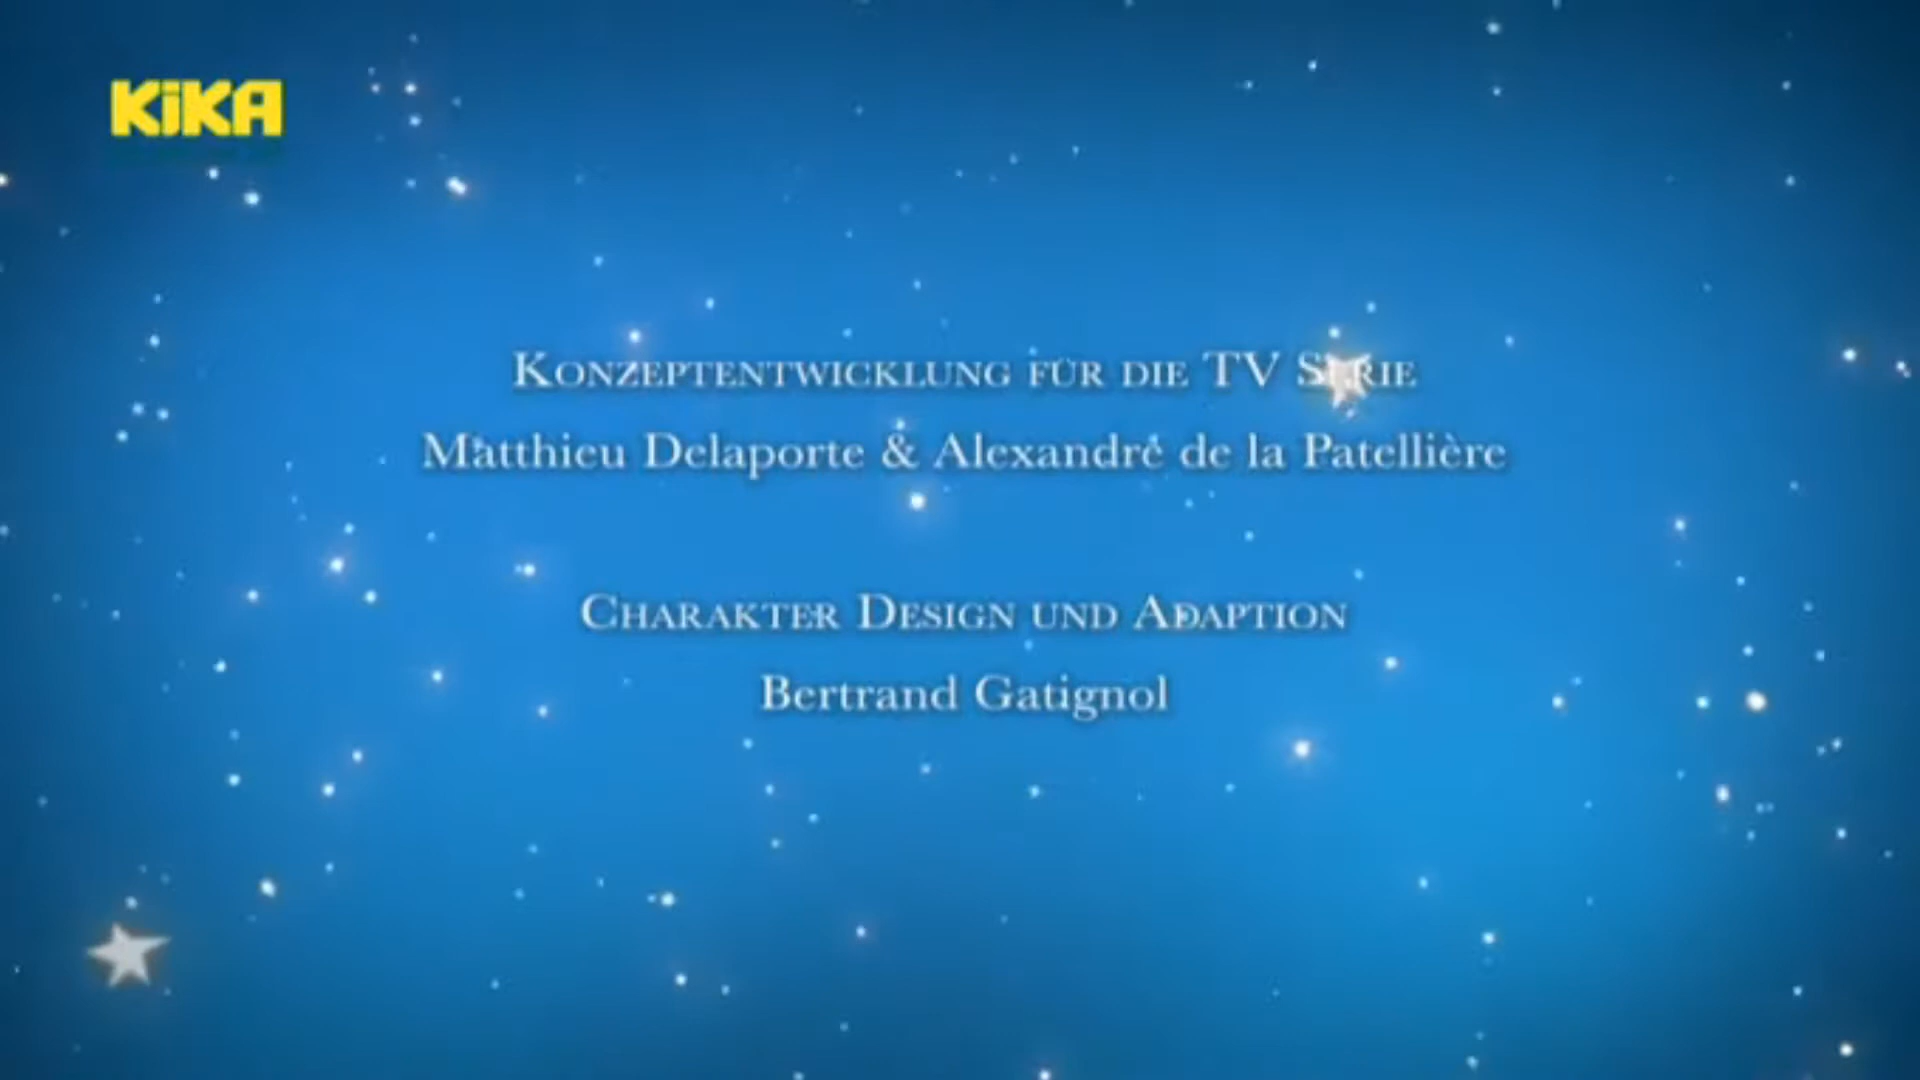 KiKA
Konzeptentwicklung für die TV Serie
Matthieu Delaporte & Alexandre de la Patellière
Charakter Design und Adaption
Bertrand Gatignol